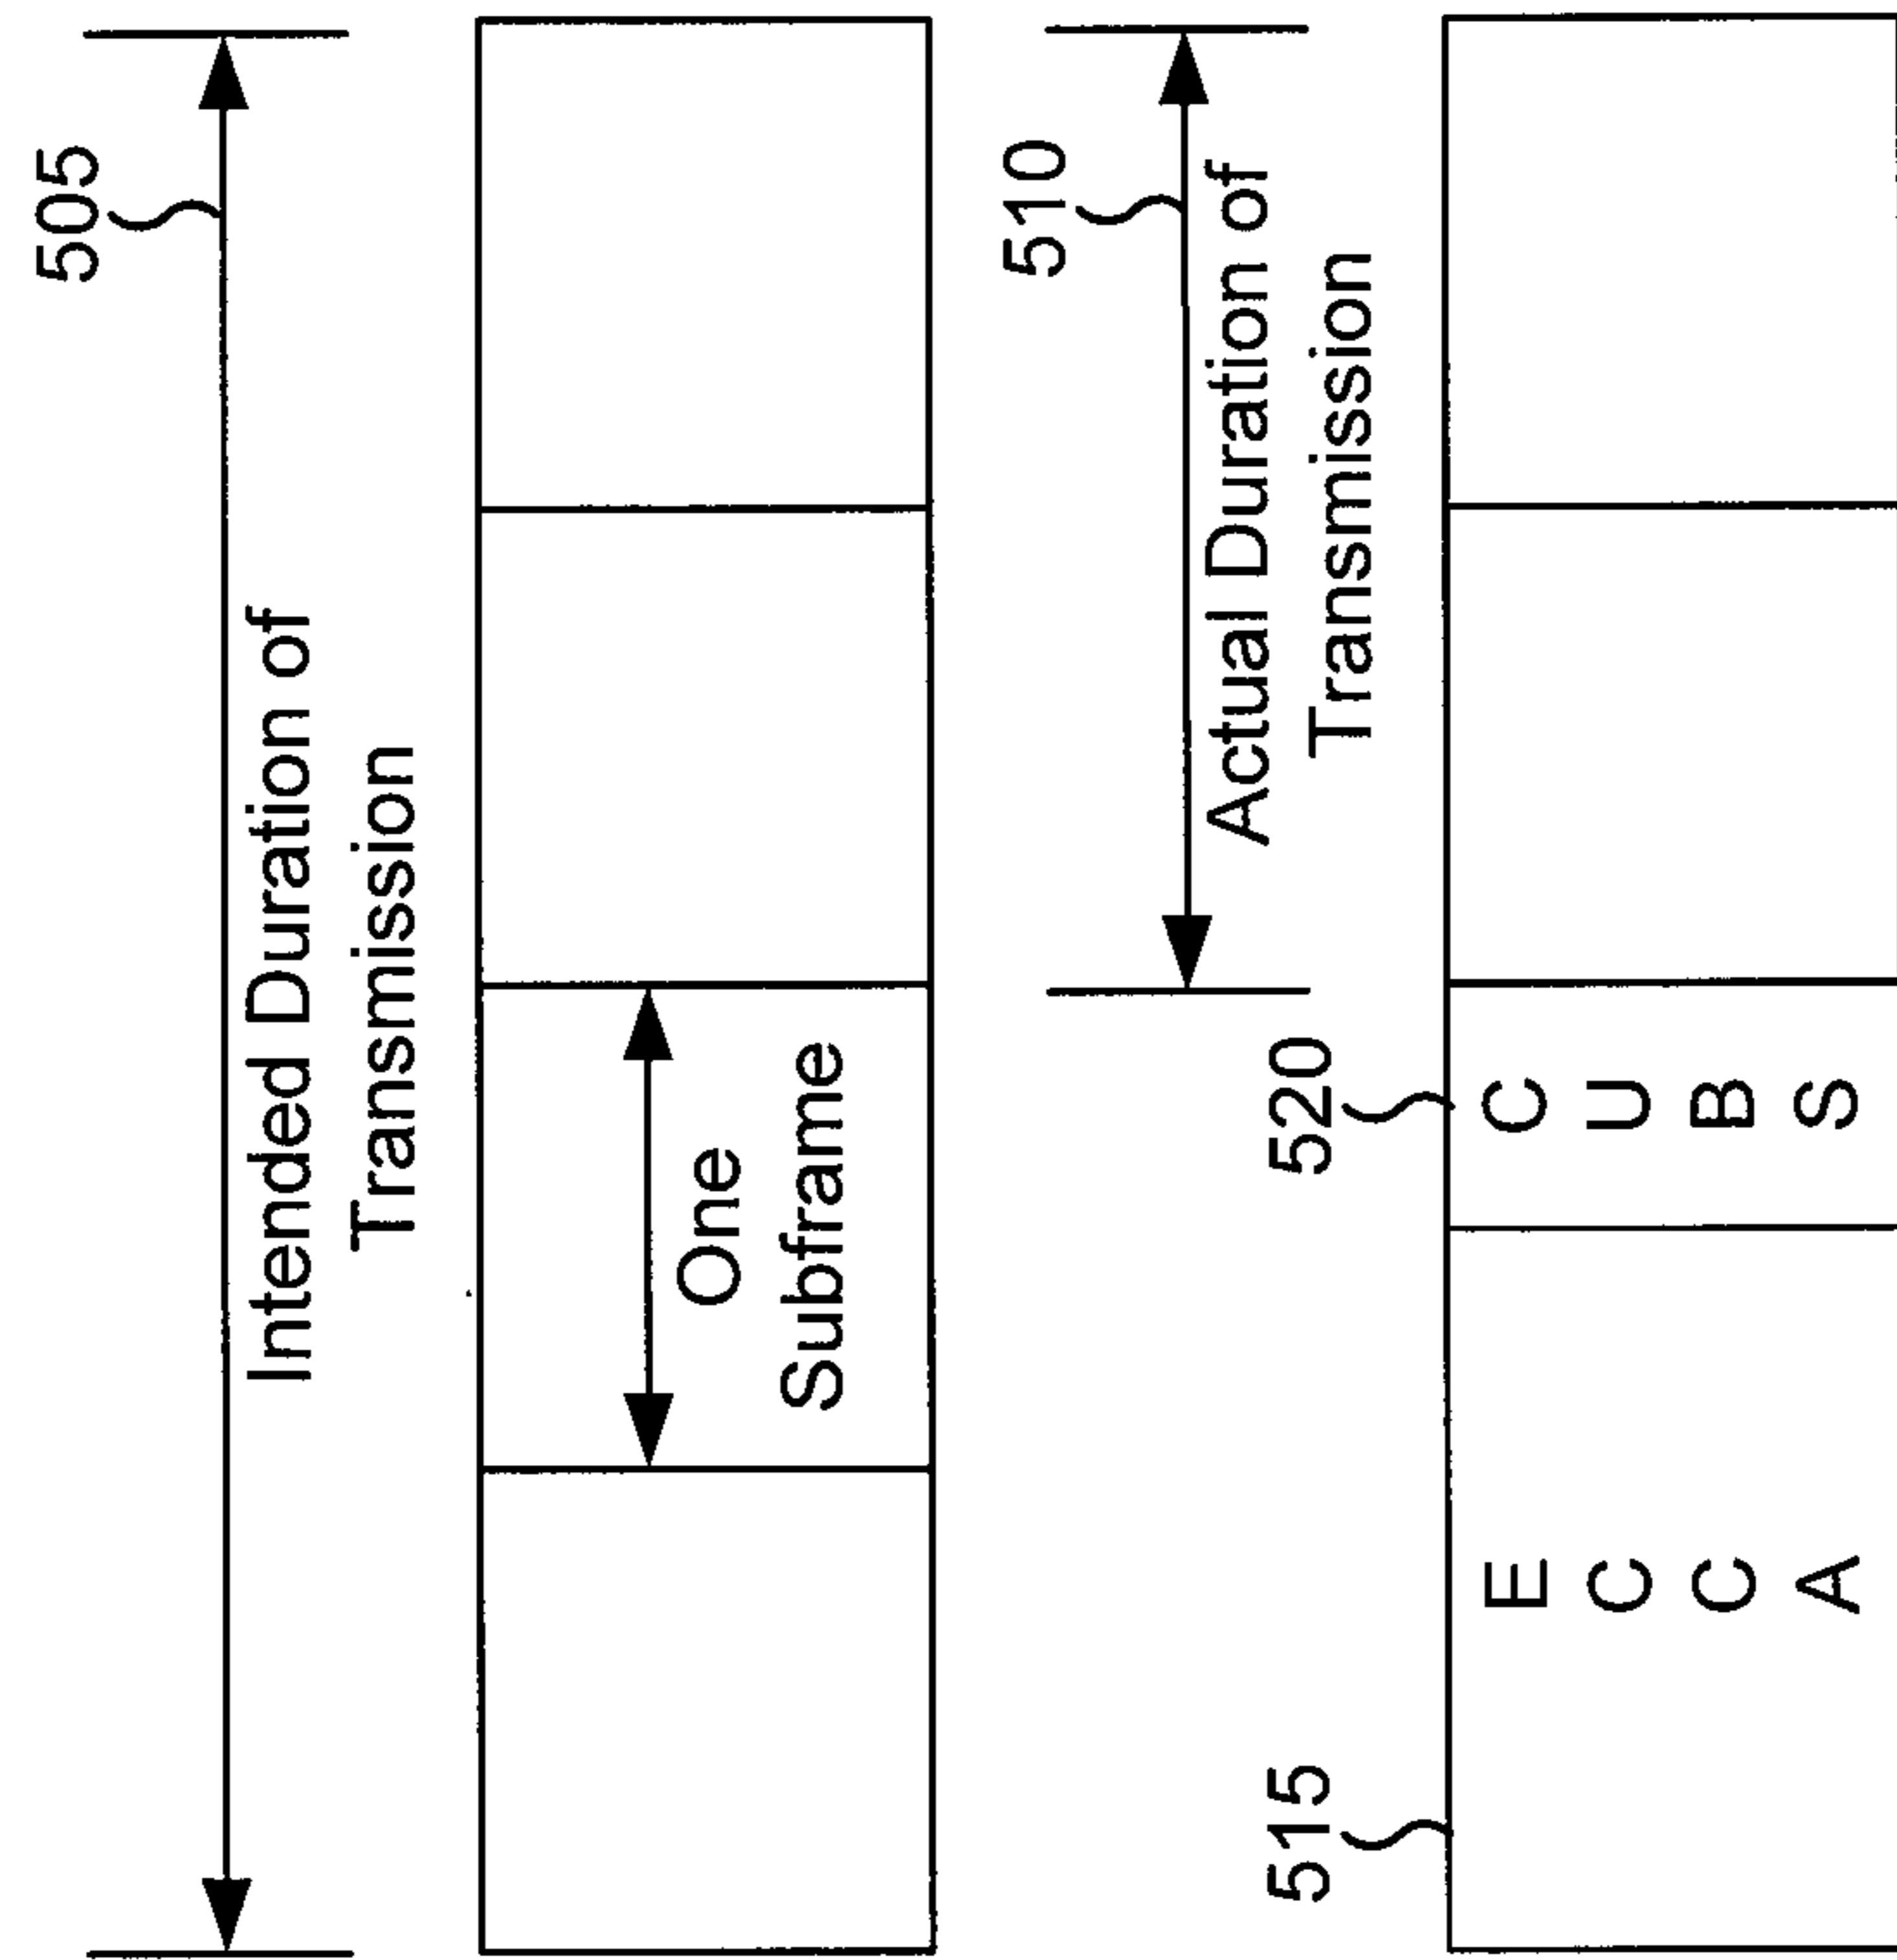 505
Intended Duration of
Transmission
One
Subframe
510
Actual Duration of
Transmission
515
520
E
C
C
A
C
U
B
S